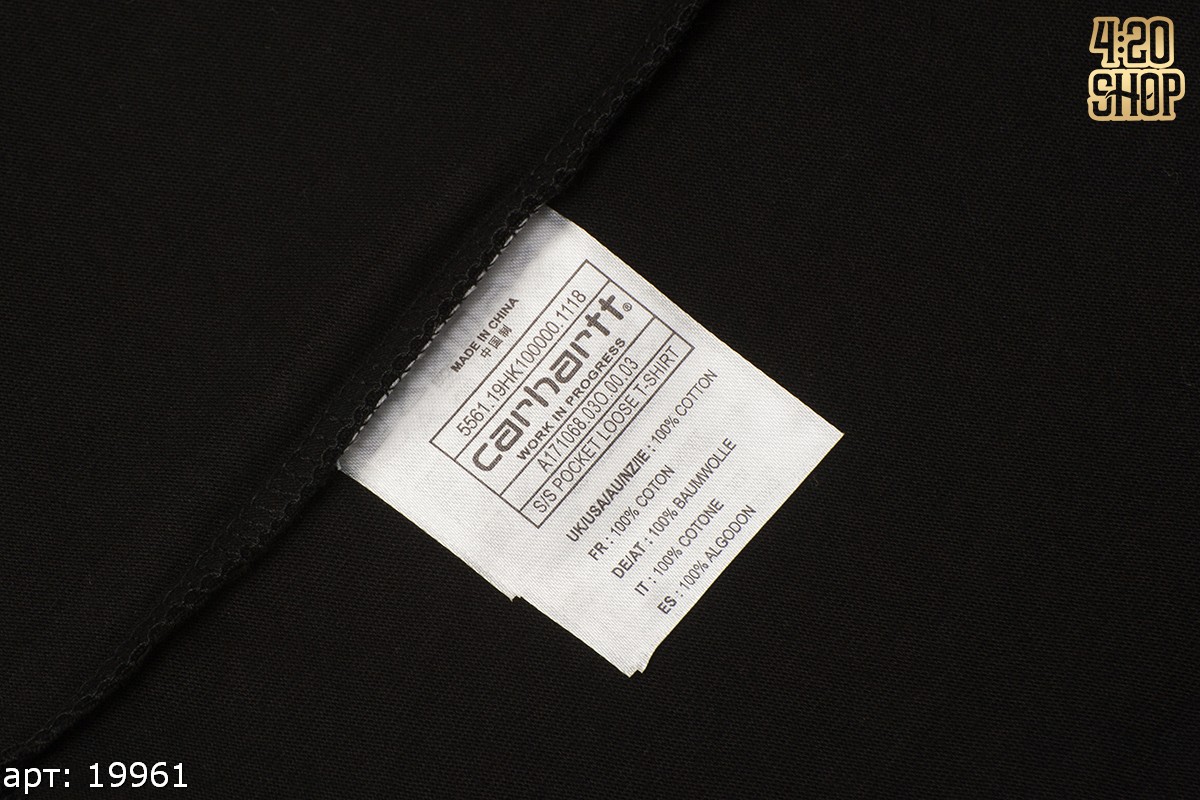 4:20
SHOP
MADE IN CHINA
中国制
5561.19HK100000.1118
carhartt®
WORK IN PROGRESS
A171068.03O.00.03
S/S POCKET LOOSE T-SHIRT
UK/USA/AU/NZ/IE : 100% COTTON
FR : 100% COTON
DE/AT : 100% BAUMWOLLE
IT : 100% COTONE
ES : 100% ALGODON
арт: 19961